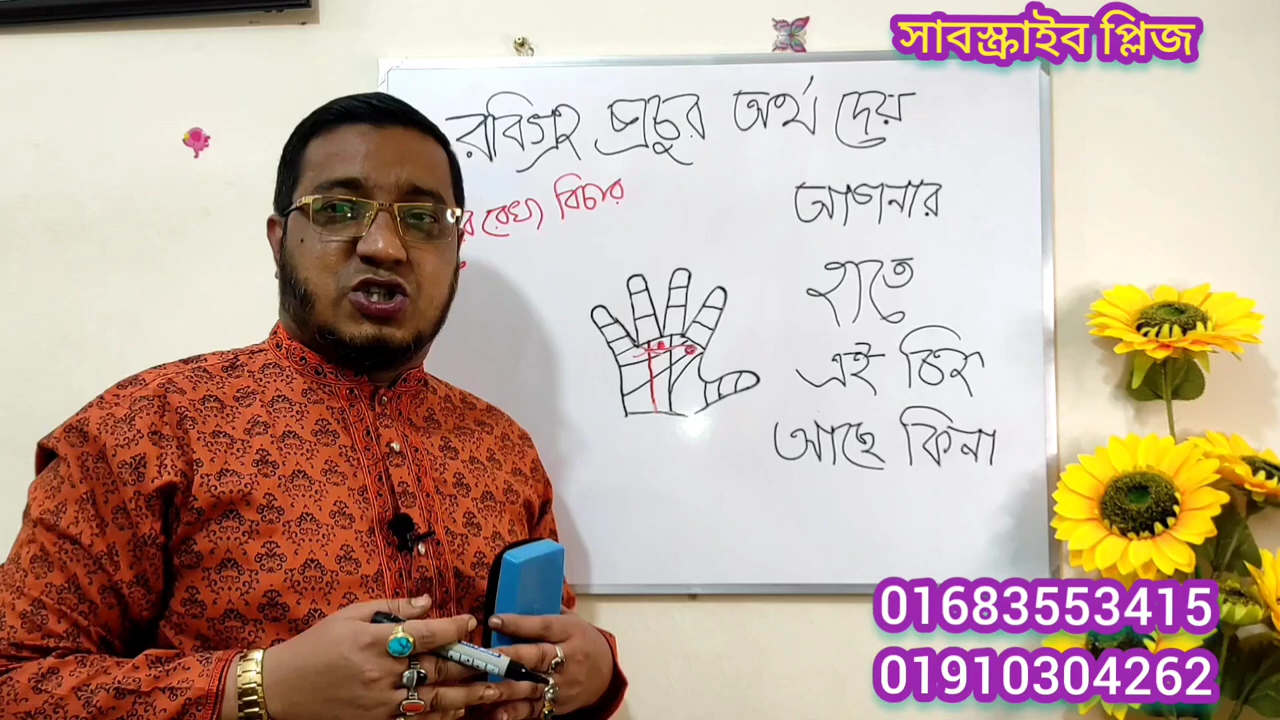 সাবস্ক্রাইব প্লিজ
রবিগ্রহ প্রচুর অর্থ দেয়
রেখা বিচার
আপনার
হাতে
এই চিহ্ন
আছে কিনা
01683553415
01910304262